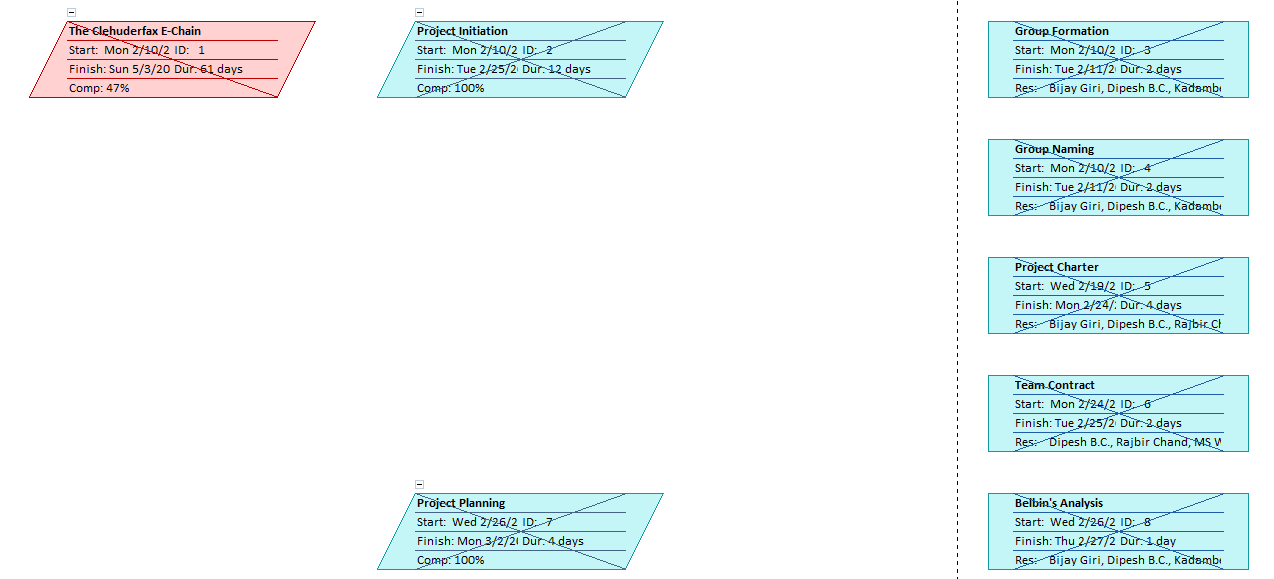 The Clehuderfax E-Chain
Start: Mon 2/10/2 ID: 1
Finish: Sun 5/3/20 Dur: 61 days
Comp: 47%
Project Initiation
Start: Mon 2/10/2 ID: 2
Finish: Tue 2/25/2 Dur: 12 days
Comp: 100%
Group Formation
Start: Mon 2/10/2 ID: 3
Finish: Tue 2/11/2 Dur: 2 days
Res: Bijay Giri, Dipesh B.C., Kadambe
Group Naming
Start: Mon 2/10/2 ID: 4
Finish: Tue 2/11/2 Dur: 2 days
Res: Bijay Giri, Dipesh B.C., Kadambe
Project Charter
Start: Wed 2/19/2 ID: 5
Finish: Mon 2/24/ Dur: 4 days
Res: Bijay Giri, Dipesh B.C., Rajbir Ch
Team Contract
Start: Mon 2/24/2 ID: 6
Finish: Tue 2/25/2 Dur: 2 days
Res: Dipesh B.C., Rajbir Chand, MS W
Project Planning
Start: Wed 2/26/2 ID: 7
Finish: Mon 3/2/2 Dur: 4 days
Comp: 100%
Belbin's Analysis
Start: Wed 2/26/2 ID: 8
Finish: Thu 2/27/2 Dur: 1 day
Res: Bijay Giri, Dipesh B.C., Kadambe